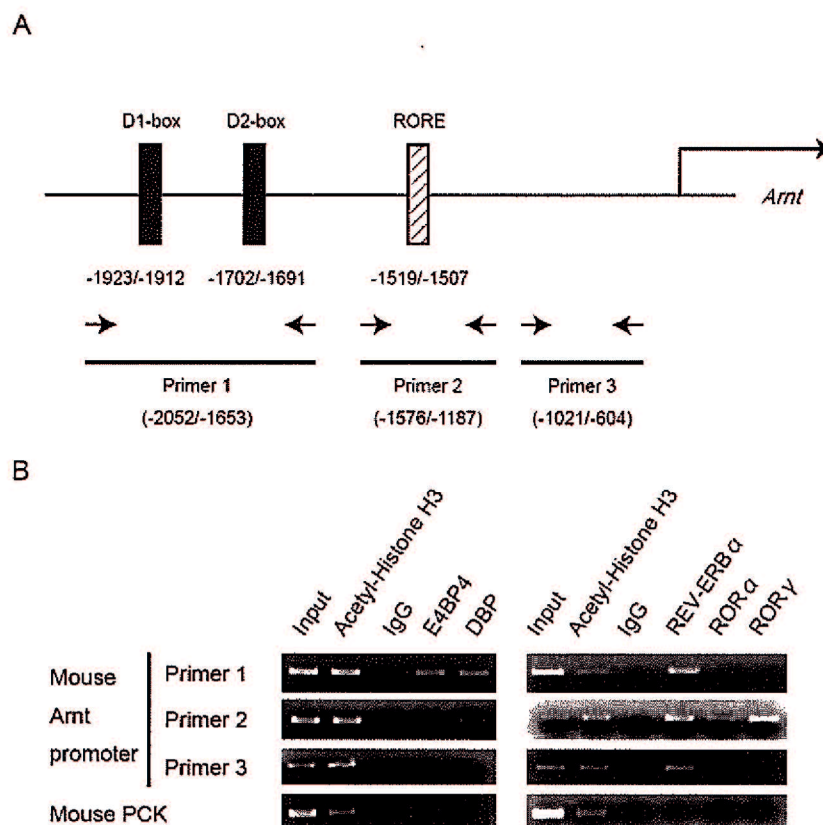 A
D1-box D2-box RORE
Arnt
-1923/-1912 -1702/-1691 -1519/-1507
Primer 1 Primer 2 Primer 3
(-2052/-1653) (-1576/-1187) (-1021/-604)
B
Input Acetyl-Histone H3 IgG E4BP4 DBP Input Acetyl-Histone H3 IgG REV-ERBα RORα RORγ
Mouse Primer 1
Arnt Primer 2
promoter
Primer 3
Mouse PCK